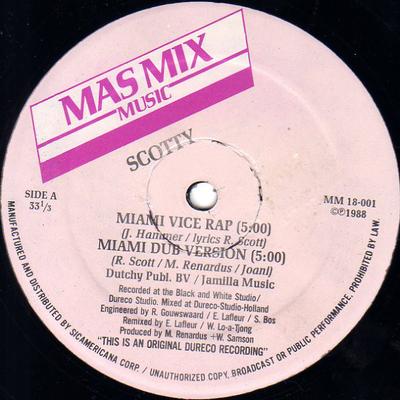 MAS MIX
MUSIC
SCOTTY
SIDE A
33⅓
MM 18-001
©℗1988
MIAMI VICE RAP (5:00)
(J. Hammer / lyrics R. Scott)
MIAMI DUB VERSION (5:00)
(R. Scott / M. Renardus / Joanl)
Dutchy Publ. BV / Jamilla Music
Recorded at the Black and White Studio/
Dureco Studio. Mixed at Dureco-Studio-Holland
Engineered by R. Gouwswaard / E. Lafleur / S. Bos
Remixed by E. Lafleur / W. Lo-a-Tjong
Produced by M. Renardus +W. Samson
"THIS IS AN ORIGINAL DURECO RECORDING"
MANUFACTURED AND DISTRIBUTED BY SICAMERICANA CORP. / UNAUTHORIZED COPY, BROADCAST OR PUBLIC PERFORMANCE, PROHIBITED BY LAW.